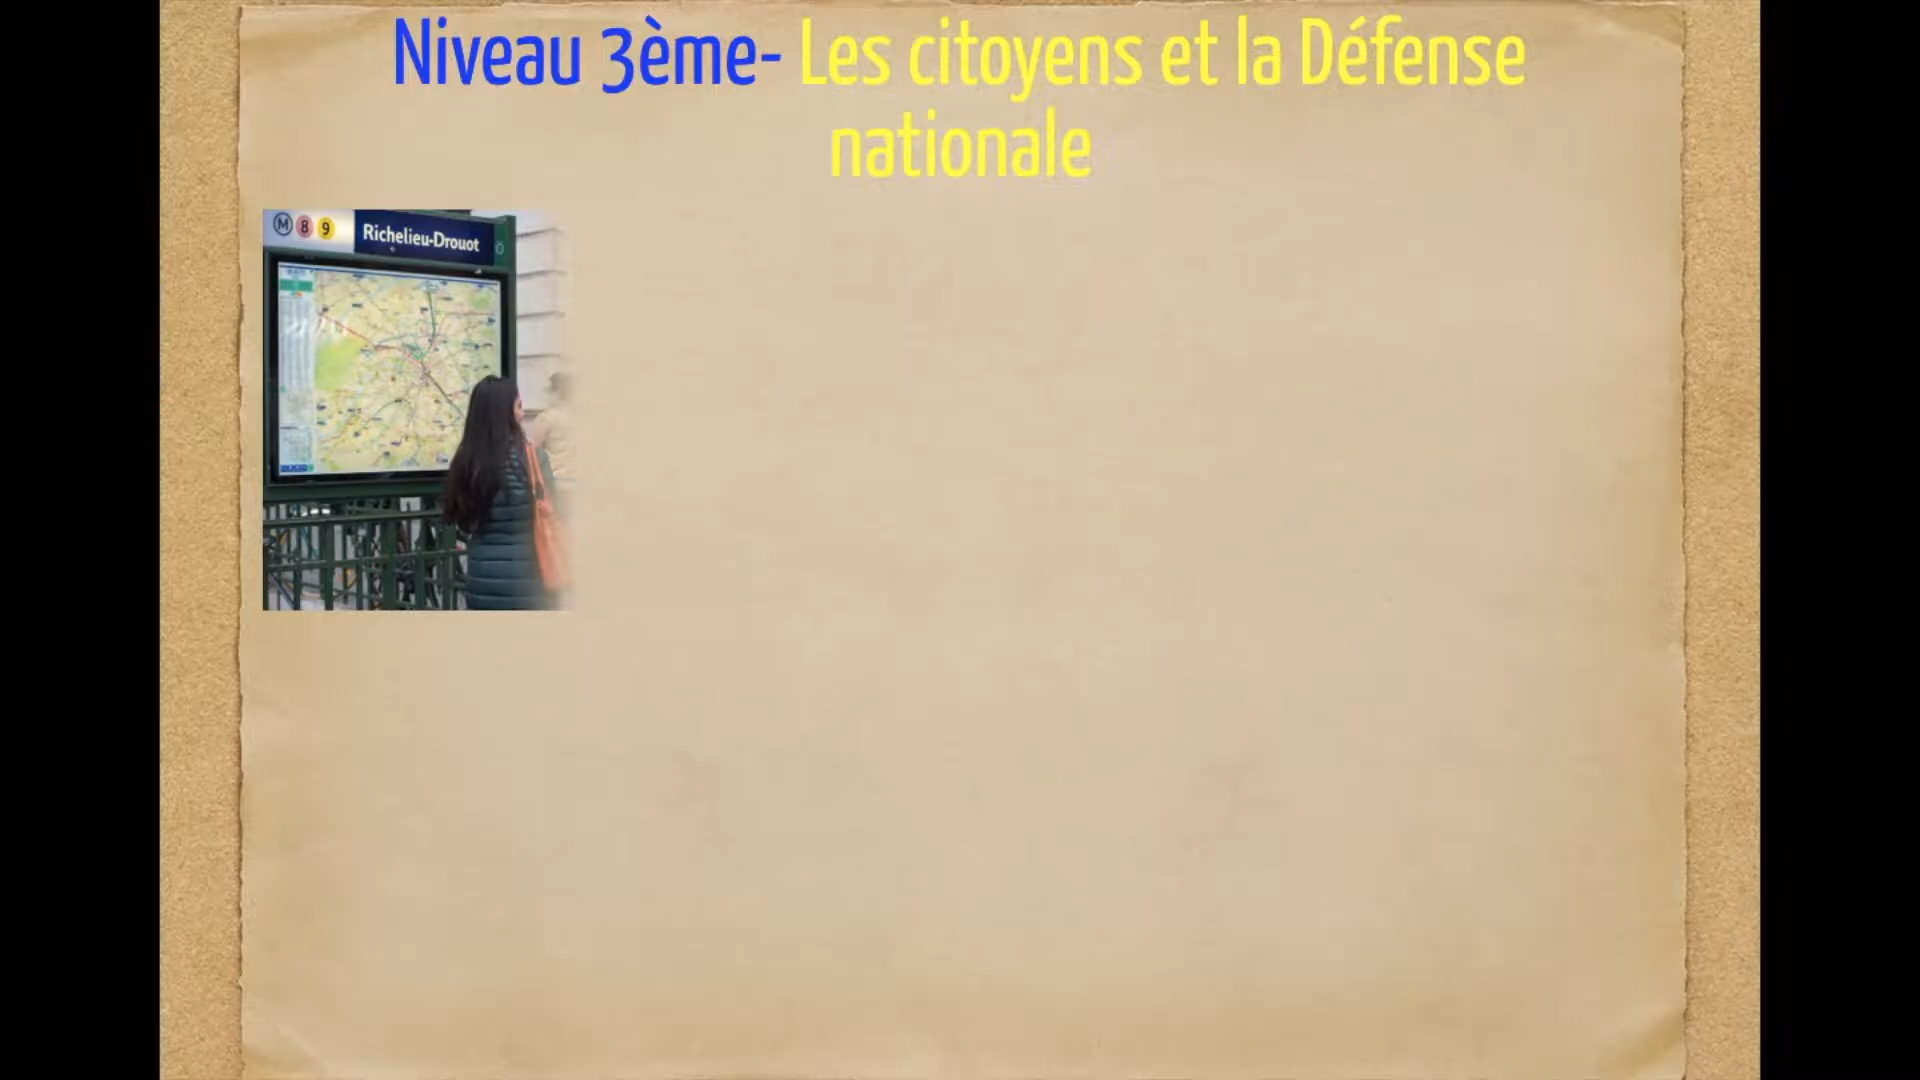 Niveau 3ème- Les citoyens et la Défense
nationale
M 8 9 Richelieu-Drouot